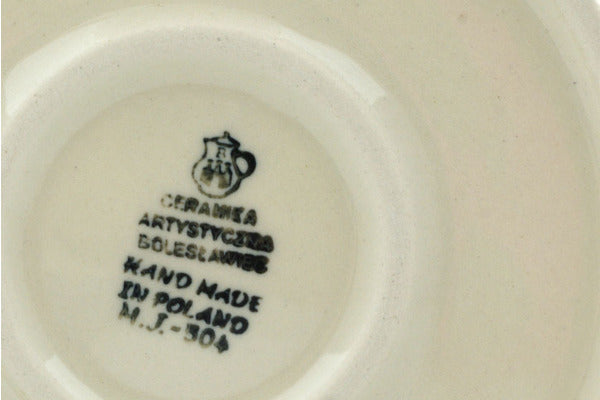 CERAMIKA
ARTYSTYCZNA
BOLESŁAWIEC
HAND MADE
IN POLAND
M.J.-304